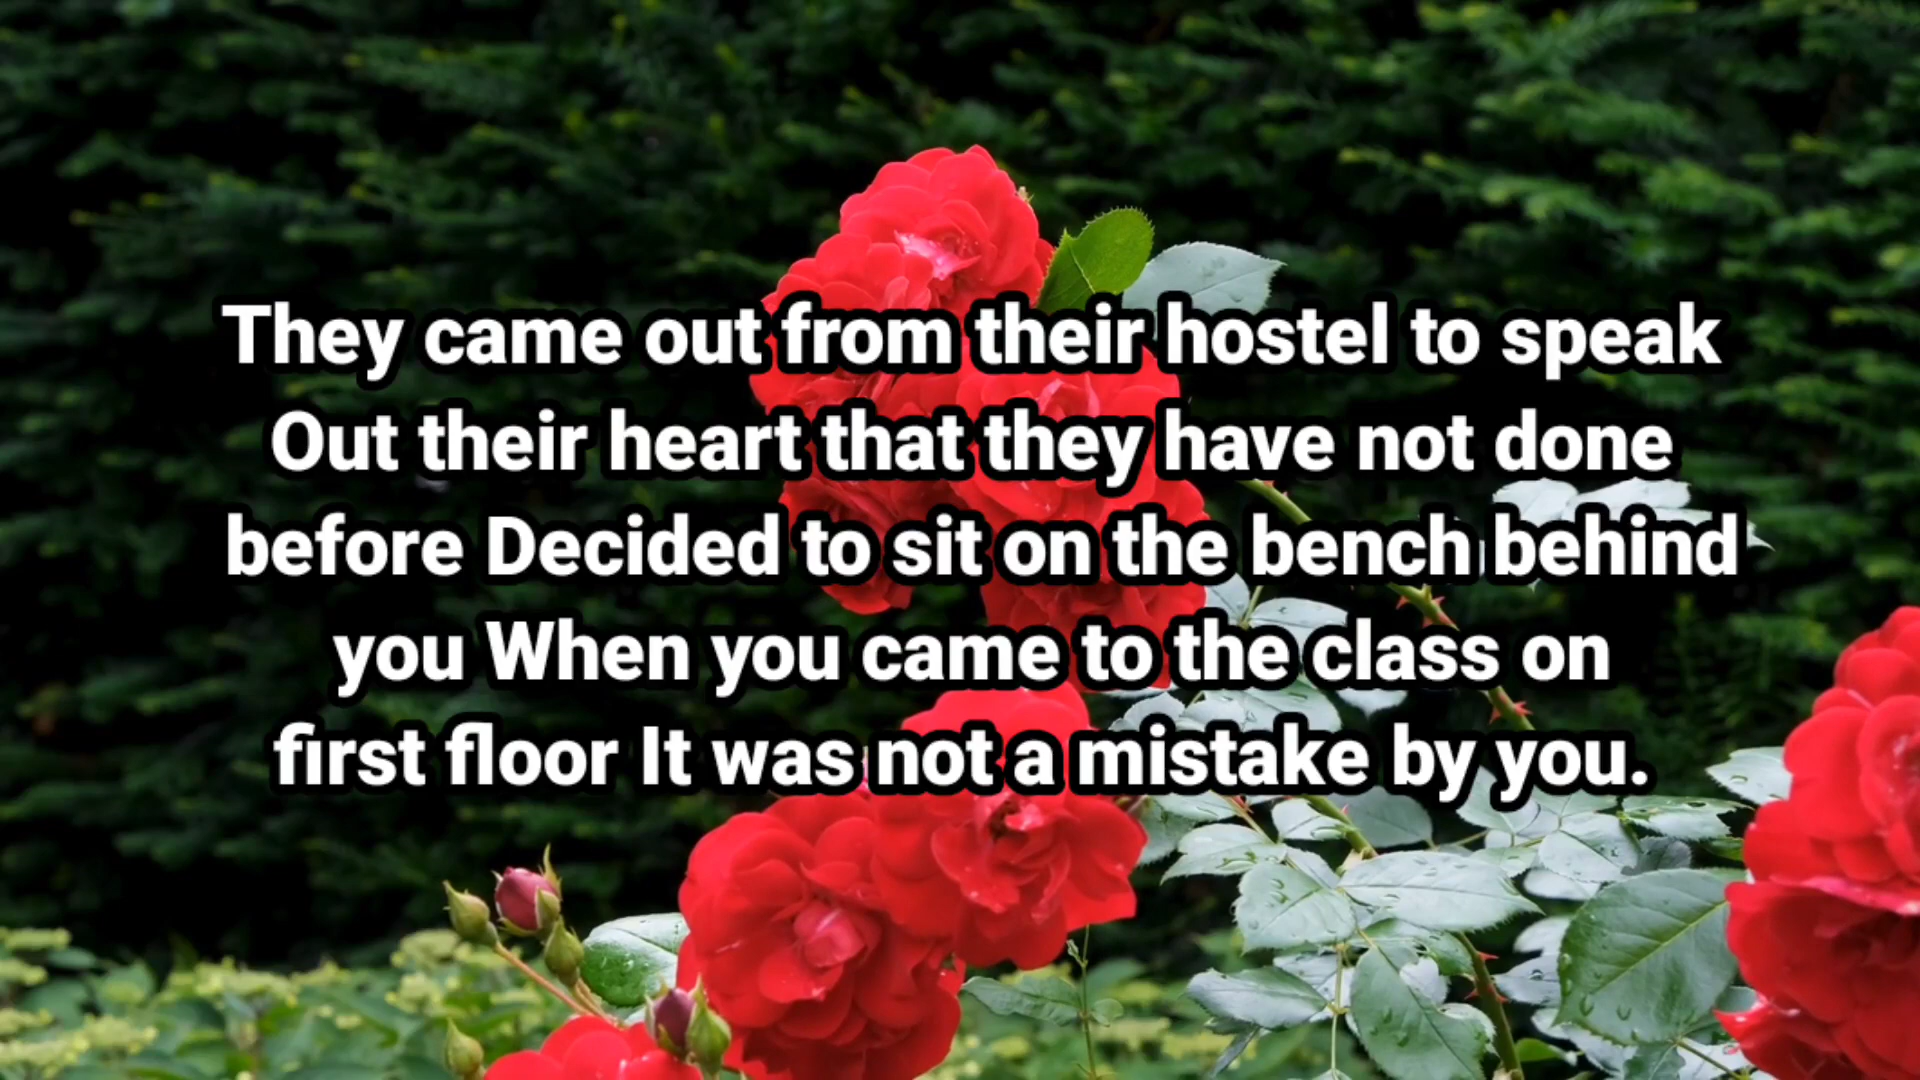 They came out from their hostel to speak
Out their heart that they have not done
before Decided to sit on the bench behind
you When you came to the class on
first floor It was not a mistake by you.